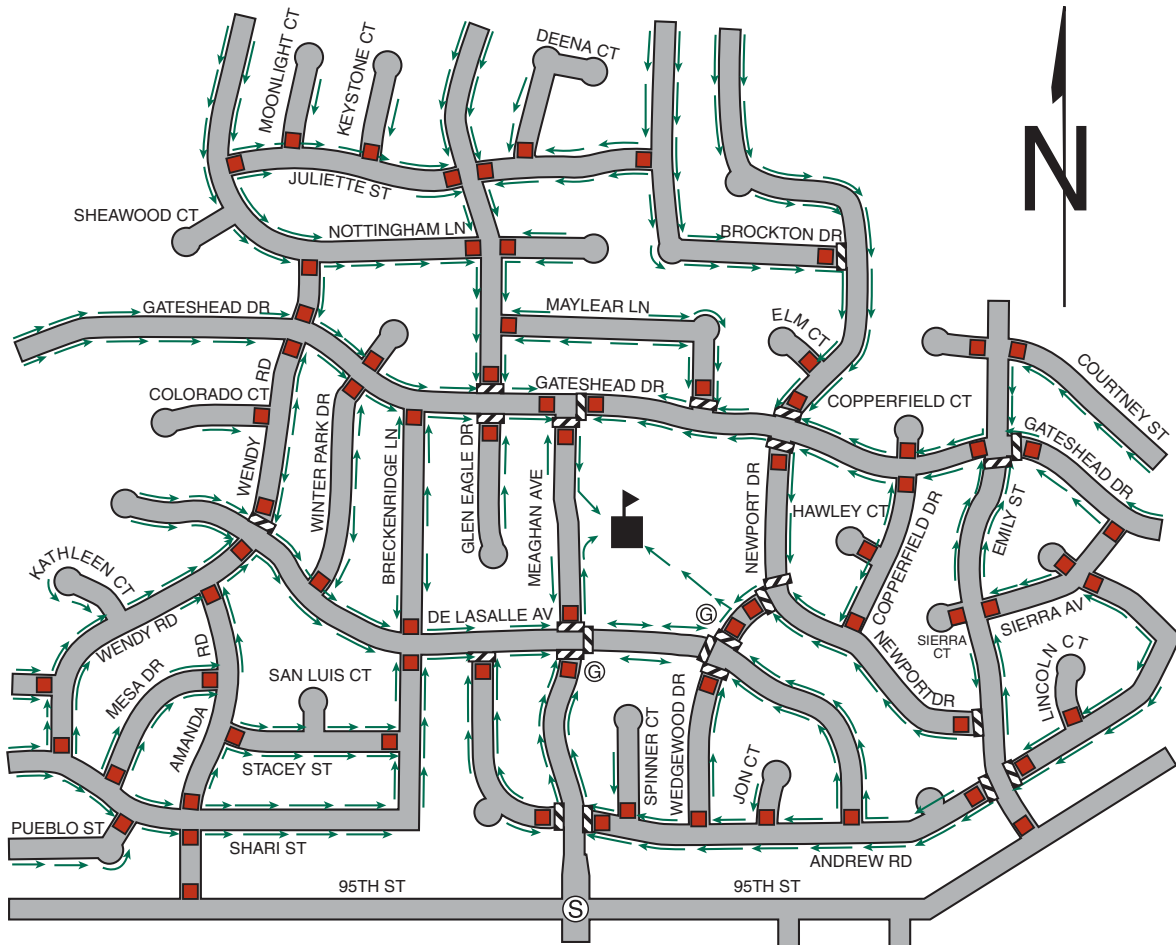 MOONLIGHT CT
KEYSTONE CT
DEENA CT
N
JULIETTE ST
SHEAWOOD CT
NOTTINGHAM LN
BROCKTON DR
GATESHEAD DR
MAYLEAR LN
ELM CT
COURTNEY ST
COLORADO CT
WENDY RD
WINTER PARK DR
GATESHEAD DR
COPPERFIELD CT
GATESHEAD DR
BRECKENRIDGE LN
GLEN EAGLE DR
MEAGHAN AVE
NEWPORT DR
HAWLEY CT
COPPERFIELD DR
EMILY ST
KATHLEEN CT
WENDY RD
DE LASALLE AV
G
SIERRA AV
SIERRA
CT
NEWPORT DR
LINCOLN CT
MESA DR
AMANDA RD
SAN LUIS CT
G
STACEY ST
SPINNER CT
WEDGEWOOD DR
JON CT
PUEBLO ST
SHARI ST
ANDREW RD
95TH ST
S
95TH ST